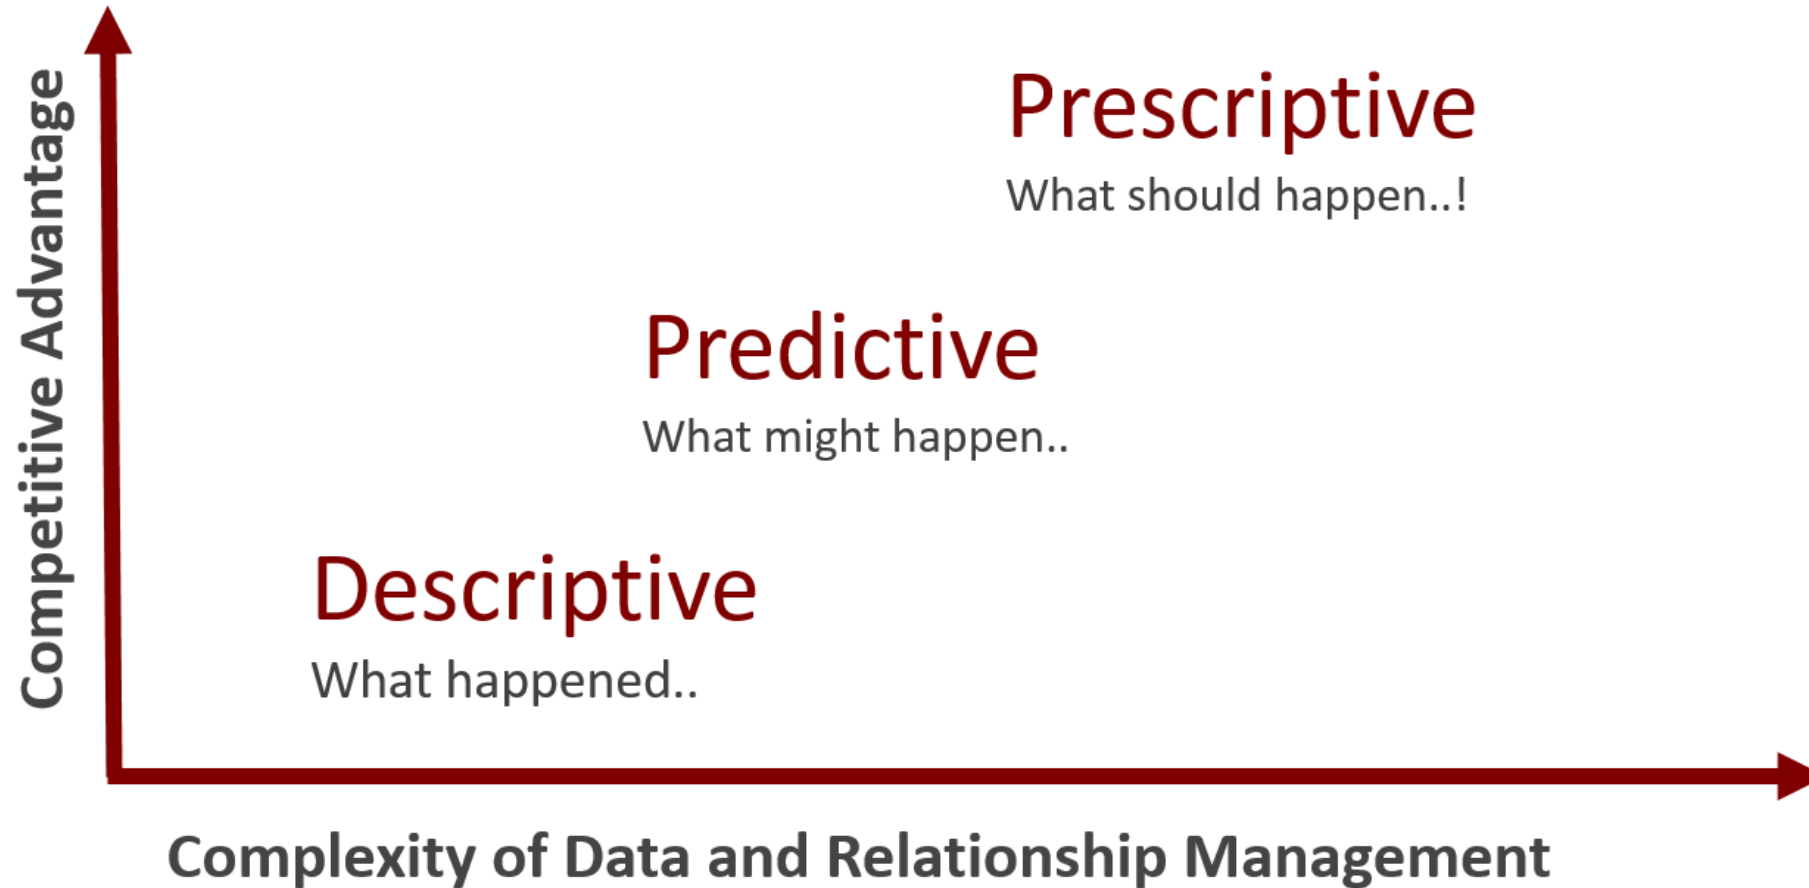 Competitive Advantage
Prescriptive
What should happen..!
Predictive
What might happen..
Descriptive
What happened..
Complexity of Data and Relationship Management